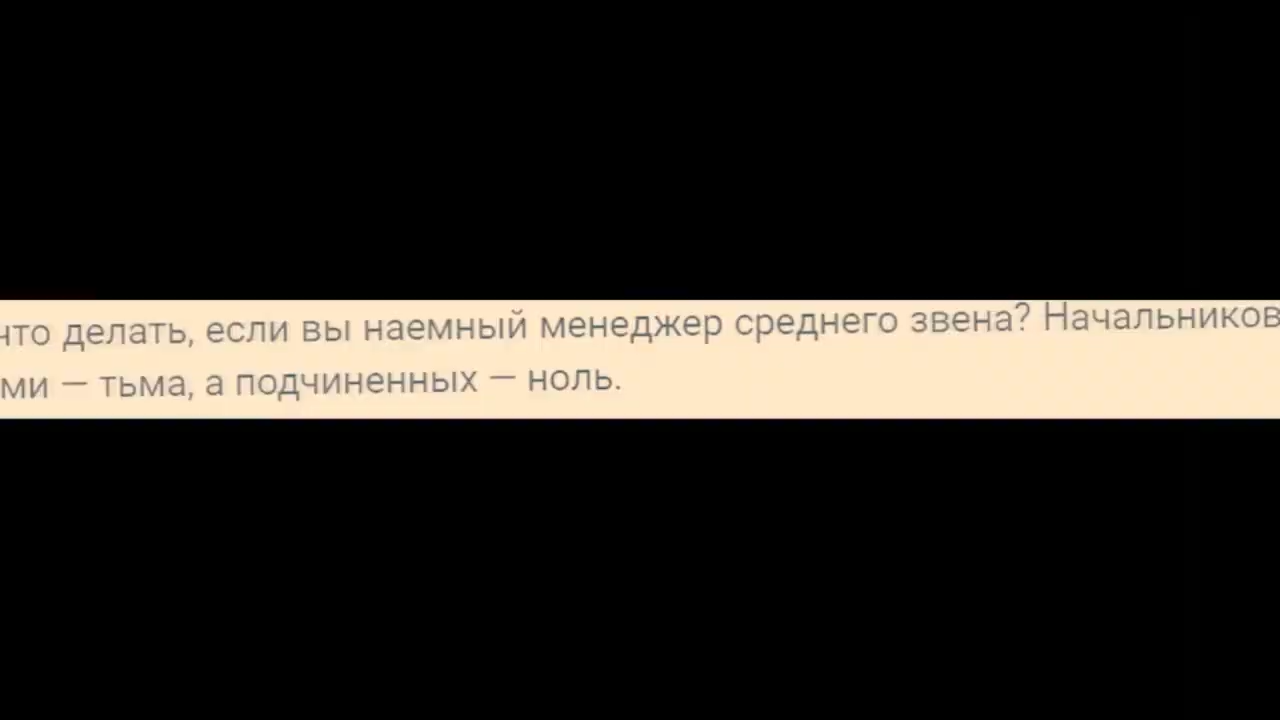 что делать, если вы наемный менеджер среднего звена? Начальников
ми — тьма, а подчиненных — ноль.